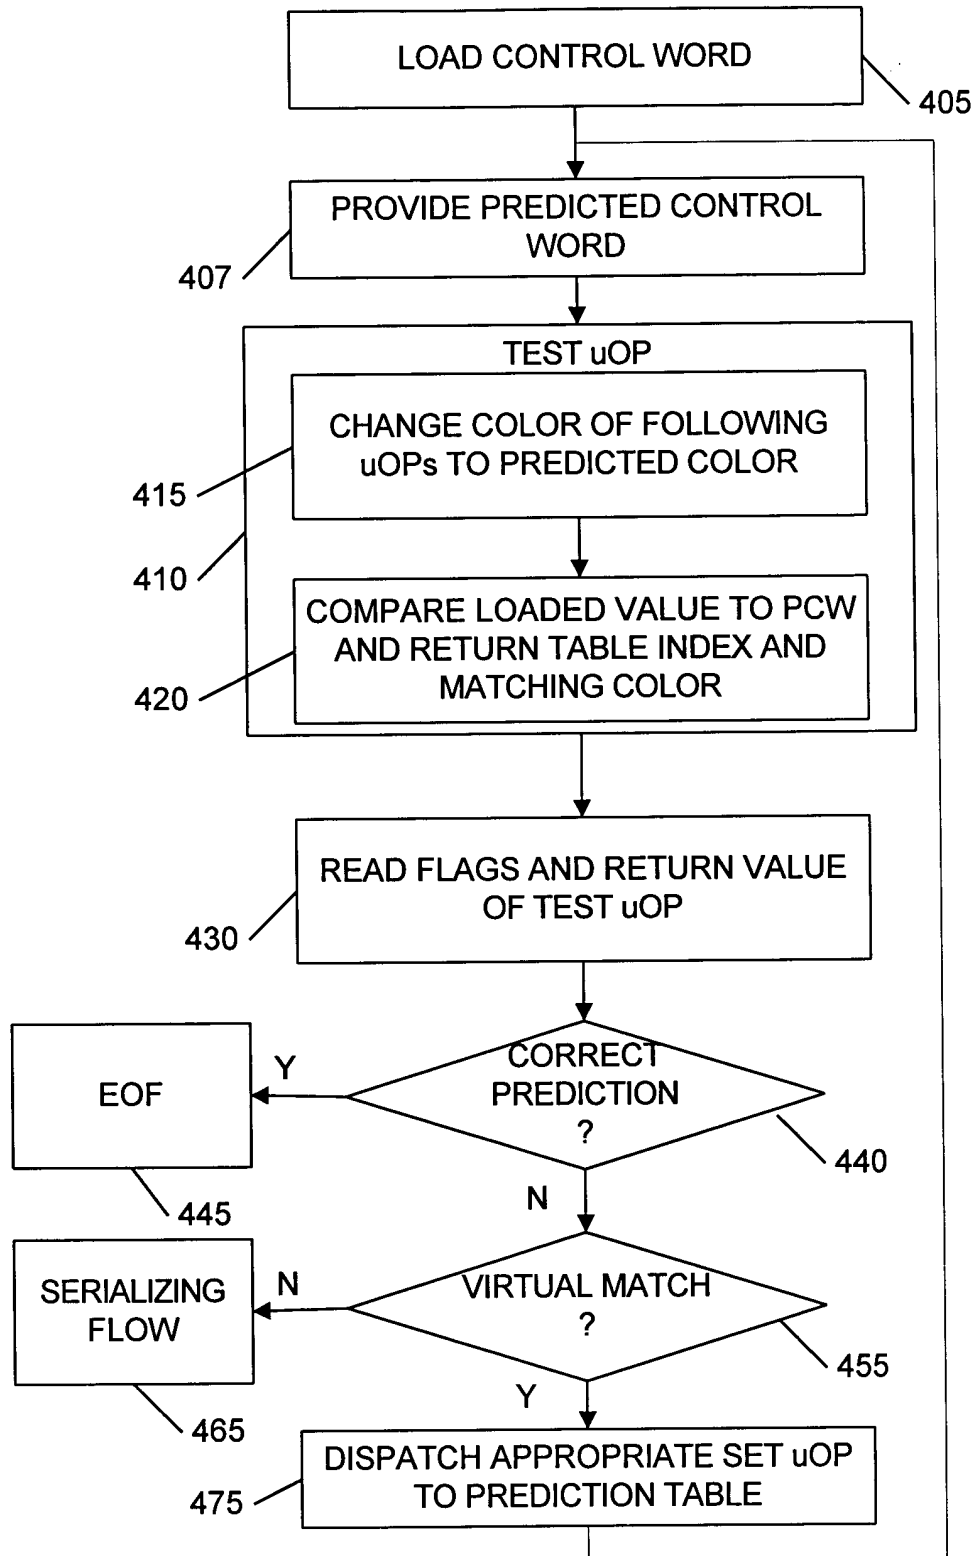 LOAD CONTROL WORD
405
PROVIDE PREDICTED CONTROL
WORD
407
TEST uOP
CHANGE COLOR OF FOLLOWING
uOPs TO PREDICTED COLOR
415
410
COMPARE LOADED VALUE TO PCW
AND RETURN TABLE INDEX AND
MATCHING COLOR
420
READ FLAGS AND RETURN VALUE
OF TEST uOP
430
CORRECT
PREDICTION
?
Y
EOF
440
445
N
VIRTUAL MATCH
?
N
SERIALIZING
FLOW
455
465
Y
DISPATCH APPROPRIATE SET uOP
TO PREDICTION TABLE
475